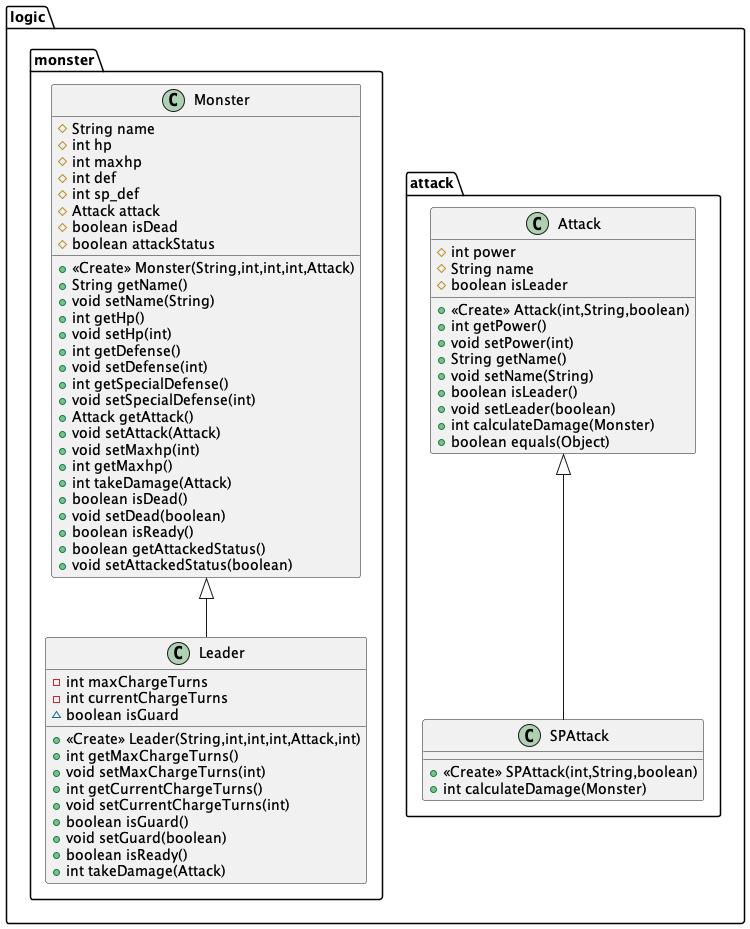 logic
monster
C Monster
String name
int hp
int maxhp
int def
int sp_def
Attack attack
boolean isDead
boolean attackStatus
«Create» Monster(String,int,int,int,Attack)
String getName()
void setName(String)
int getHp()
void setHp(int)
int getDefense()
void setDefense(int)
int getSpecialDefense()
void setSpecialDefense(int)
Attack getAttack()
void setAttack(Attack)
void setMaxhp(int)
int getMaxhp()
int takeDamage(Attack)
boolean isDead()
void setDead(boolean)
boolean isReady()
boolean getAttackedStatus()
void setAttackedStatus(boolean)
C Leader
int maxChargeTurns
int currentChargeTurns
boolean isGuard
«Create» Leader(String,int,int,int,Attack,int)
int getMaxChargeTurns()
void setMaxChargeTurns(int)
int getCurrentChargeTurns()
void setCurrentChargeTurns(int)
boolean isGuard()
void setGuard(boolean)
boolean isReady()
int takeDamage(Attack)
attack
C Attack
int power
String name
boolean isLeader
«Create» Attack(int,String,boolean)
int getPower()
void setPower(int)
String getName()
void setName(String)
boolean isLeader()
void setLeader(boolean)
int calculateDamage(Monster)
boolean equals(Object)
C SPAttack
«Create» SPAttack(int,String,boolean)
int calculateDamage(Monster)